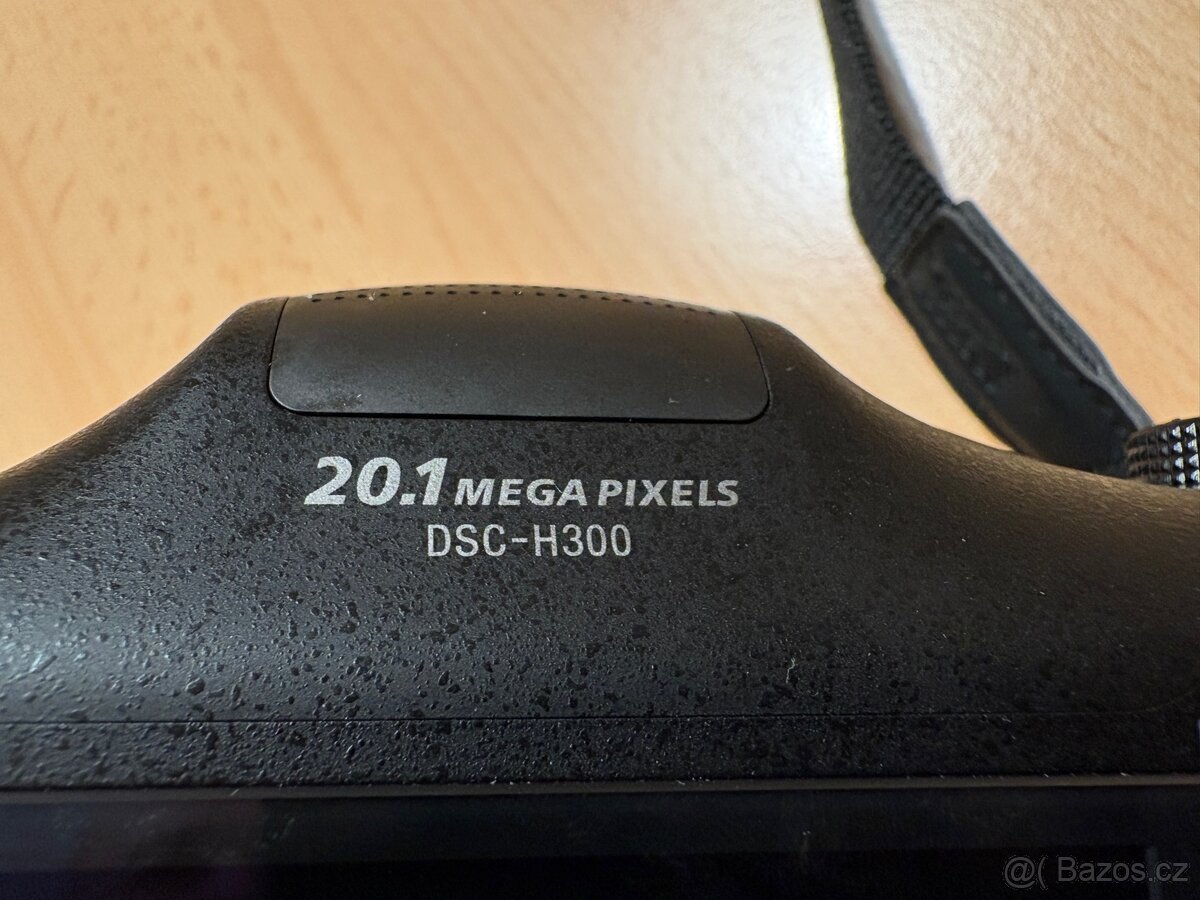 20.1 MEGA PIXELS
DSC-H300
@( Bazos.cz